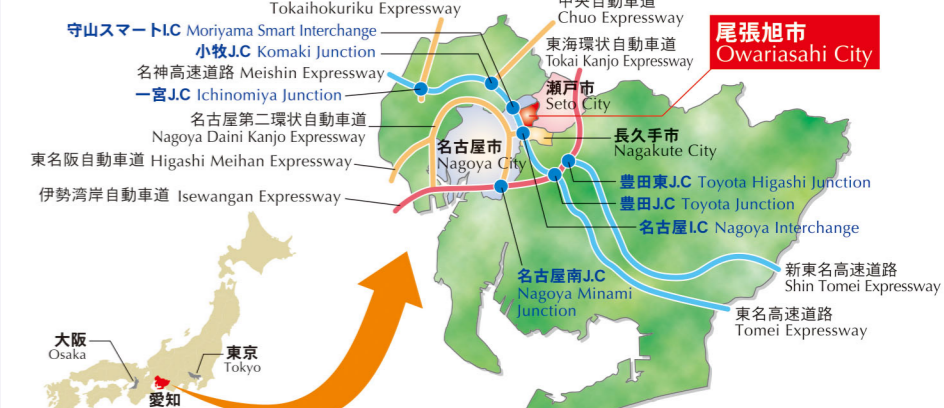 Tokaihokuriku Expressway
中央自動車道
Chuo Expressway
守山スマートI.C Moriyama Smart Interchange
小牧J.C Komaki Junction
名神高速道路 Meishin Expressway
一宮J.C Ichinomiya Junction
名古屋第二環状自動車道
Nagoya Daini Kanjo Expressway
東名阪自動車道 Higashi Meihan Expressway
伊勢湾岸自動車道 Isewangan Expressway
東海環状自動車道
Tokai Kanjo Expressway
尾張旭市
Owariasahi City
瀬戸市
Seto City
名古屋市
Nagoya City
長久手市
Nagakute City
豊田東J.C Toyota Higashi Junction
豊田J.C Toyota Junction
名古屋I.C Nagoya Interchange
名古屋南J.C
Nagoya Minami
Junction
新東名高速道路
Shin Tomei Expressway
東名高速道路
Tomei Expressway
大阪
Osaka
東京
Tokyo
愛知